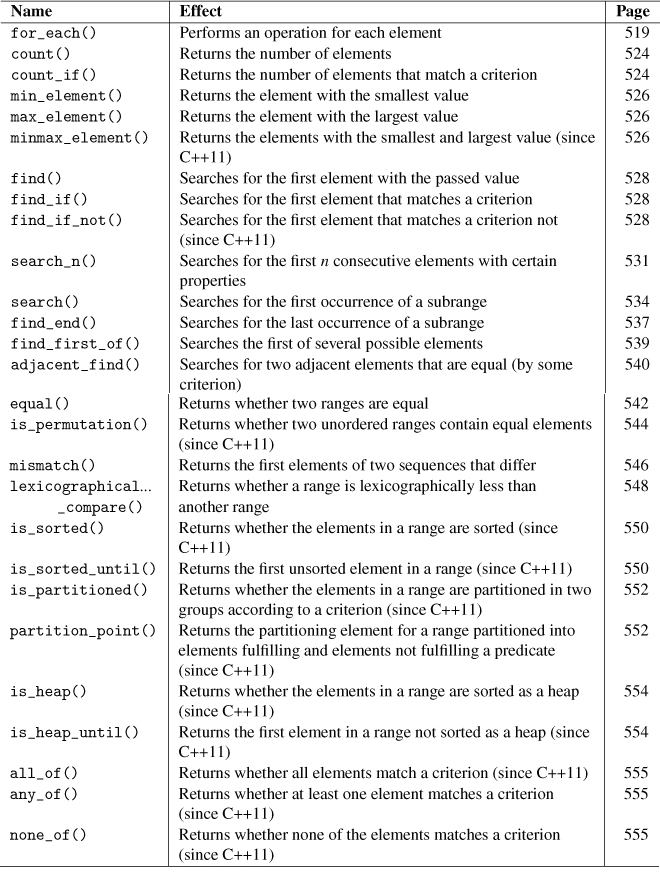 Name Effect Page
for_each() Performs an operation for each element 519
count() Returns the number of elements 524
count_if() Returns the number of elements that match a criterion 524
min_element() Returns the element with the smallest value 526
max_element() Returns the element with the largest value 526
minmax_element() Returns the elements with the smallest and largest value (since 526
C++11)
find() Searches for the first element with the passed value 528
find_if() Searches for the first element that matches a criterion 528
find_if_not() Searches for the first element that matches a criterion not 528
(since C++11)
search_n() Searches for the first n consecutive elements with certain 531
properties
search() Searches for the first occurrence of a subrange 534
find_end() Searches for the last occurrence of a subrange 537
find_first_of() Searches the first of several possible elements 539
adjacent_find() Searches for two adjacent elements that are equal (by some 540
criterion)
equal() Returns whether two ranges are equal 542
is_permutation() Returns whether two unordered ranges contain equal elements 544
(since C++11)
mismatch() Returns the first elements of two sequences that differ 546
lexicographical... Returns whether a range is lexicographically less than 548
_compare() another range
is_sorted() Returns whether the elements in a range are sorted (since 550
C++11)
is_sorted_until() Returns the first unsorted element in a range (since C++11) 550
is_partitioned() Returns whether the elements in a range are partitioned in two 552
groups according to a criterion (since C++11)
partition_point() Returns the partitioning element for a range partitioned into 552
elements fulfilling and elements not fulfilling a predicate
(since C++11)
is_heap() Returns whether the elements in a range are sorted as a heap 554
(since C++11)
is_heap_until() Returns the first element in a range not sorted as a heap (since 554
C++11)
all_of() Returns whether all elements match a criterion (since C++11) 555
any_of() Returns whether at least one element matches a criterion 555
(since C++11)
none_of() Returns whether none of the elements matches a criterion 555
(since C++11)